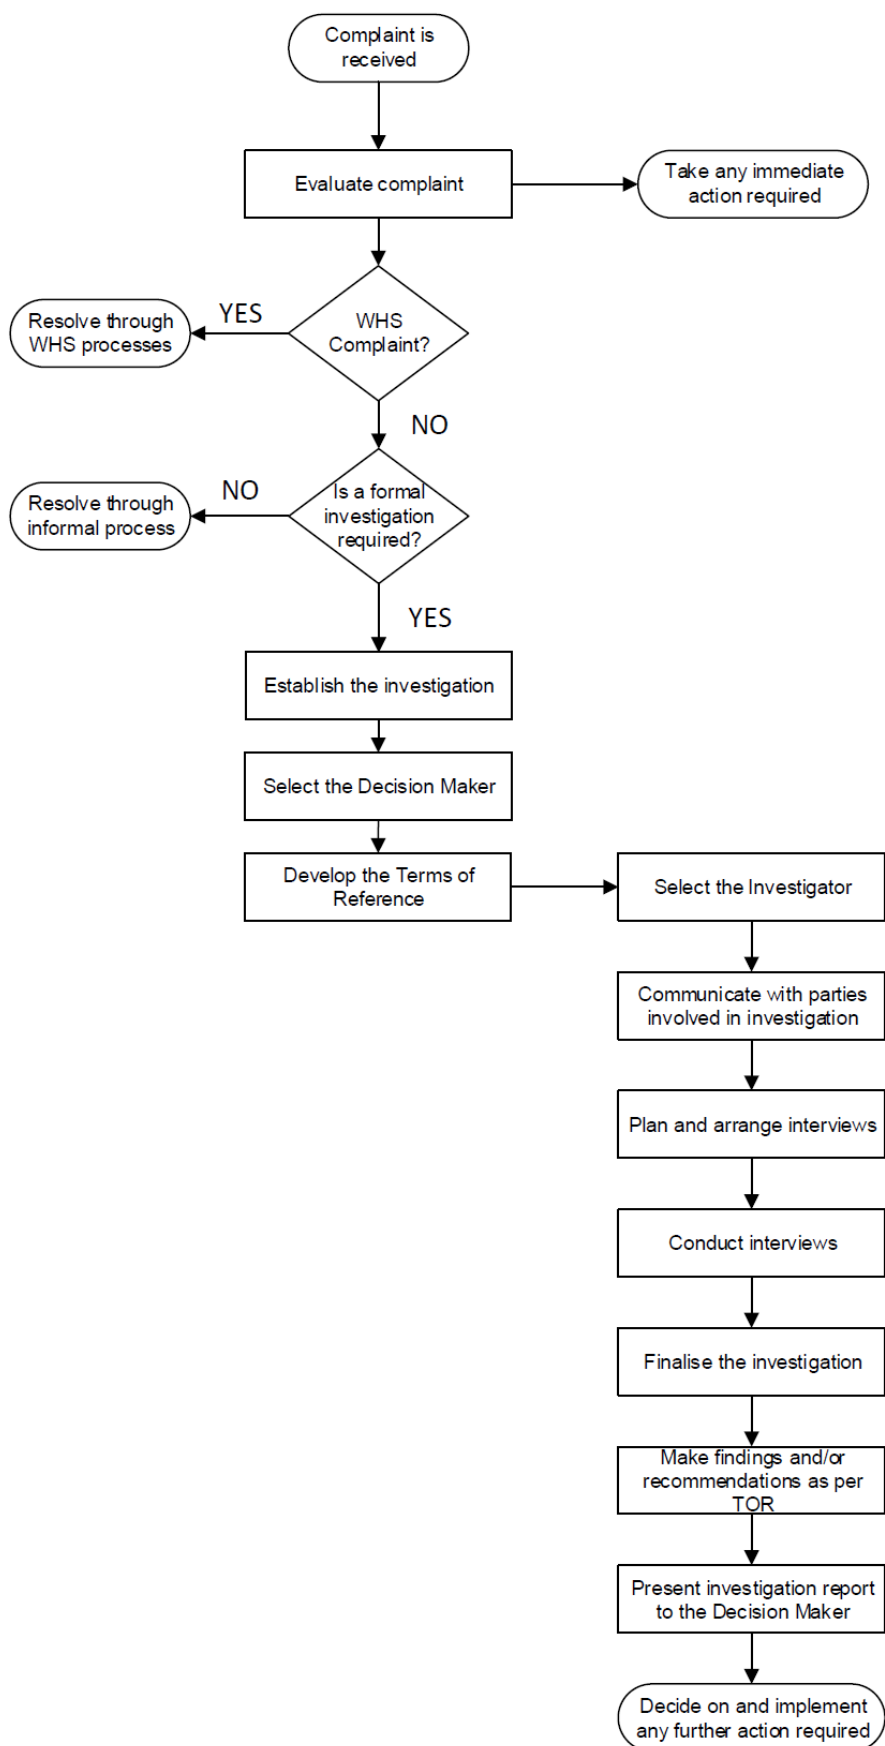 Complaint is
received
Evaluate complaint
Take any immediate
action required
YES
Resolve through
WHS processes
WHS
Complaint?
NO
NO
Resolve through
informal process
Is a formal
investigation
required?
YES
Establish the investigation
Select the Decision Maker
Develop the Terms of
Reference
Select the Investigator
Communicate with parties
involved in investigation
Plan and arrange interviews
Conduct interviews
Finalise the investigation
Make findings and/or
recommendations as per
TOR
Present investigation report
to the Decision Maker
Decide on and implement
any further action required